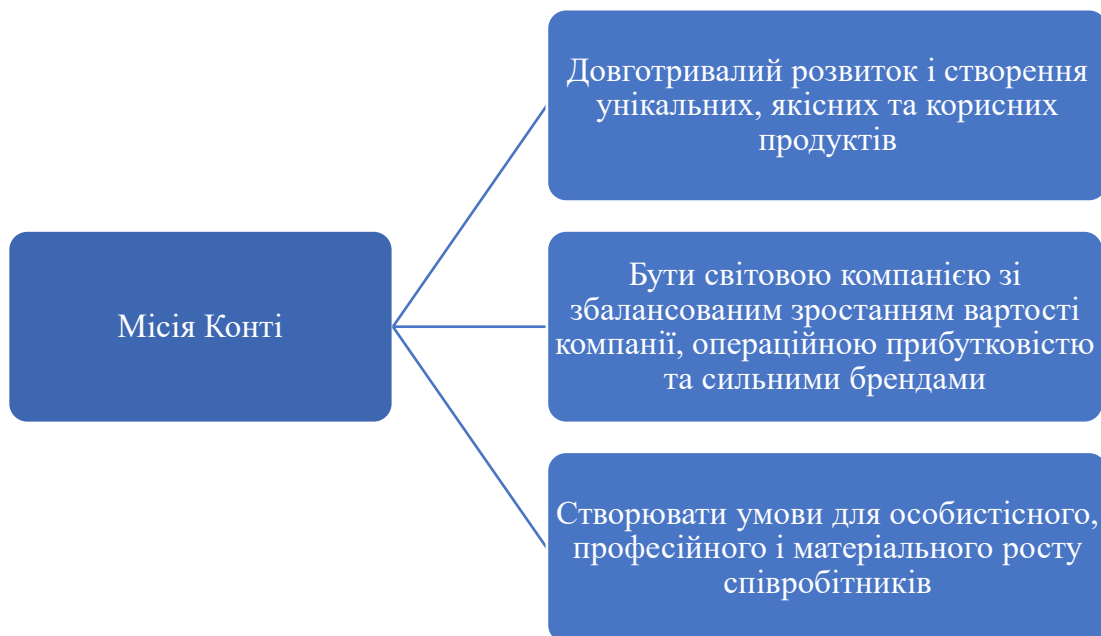 Місія Конті
Довготривалий розвиток і створення
унікальних, якісних та корисних
продуктів
Бути світовою компанією зі
збалансованим зростанням вартості
компанії, операційною прибутковістю
та сильними брендами
Створювати умови для особистісного,
професійного і матеріального росту
співробітників